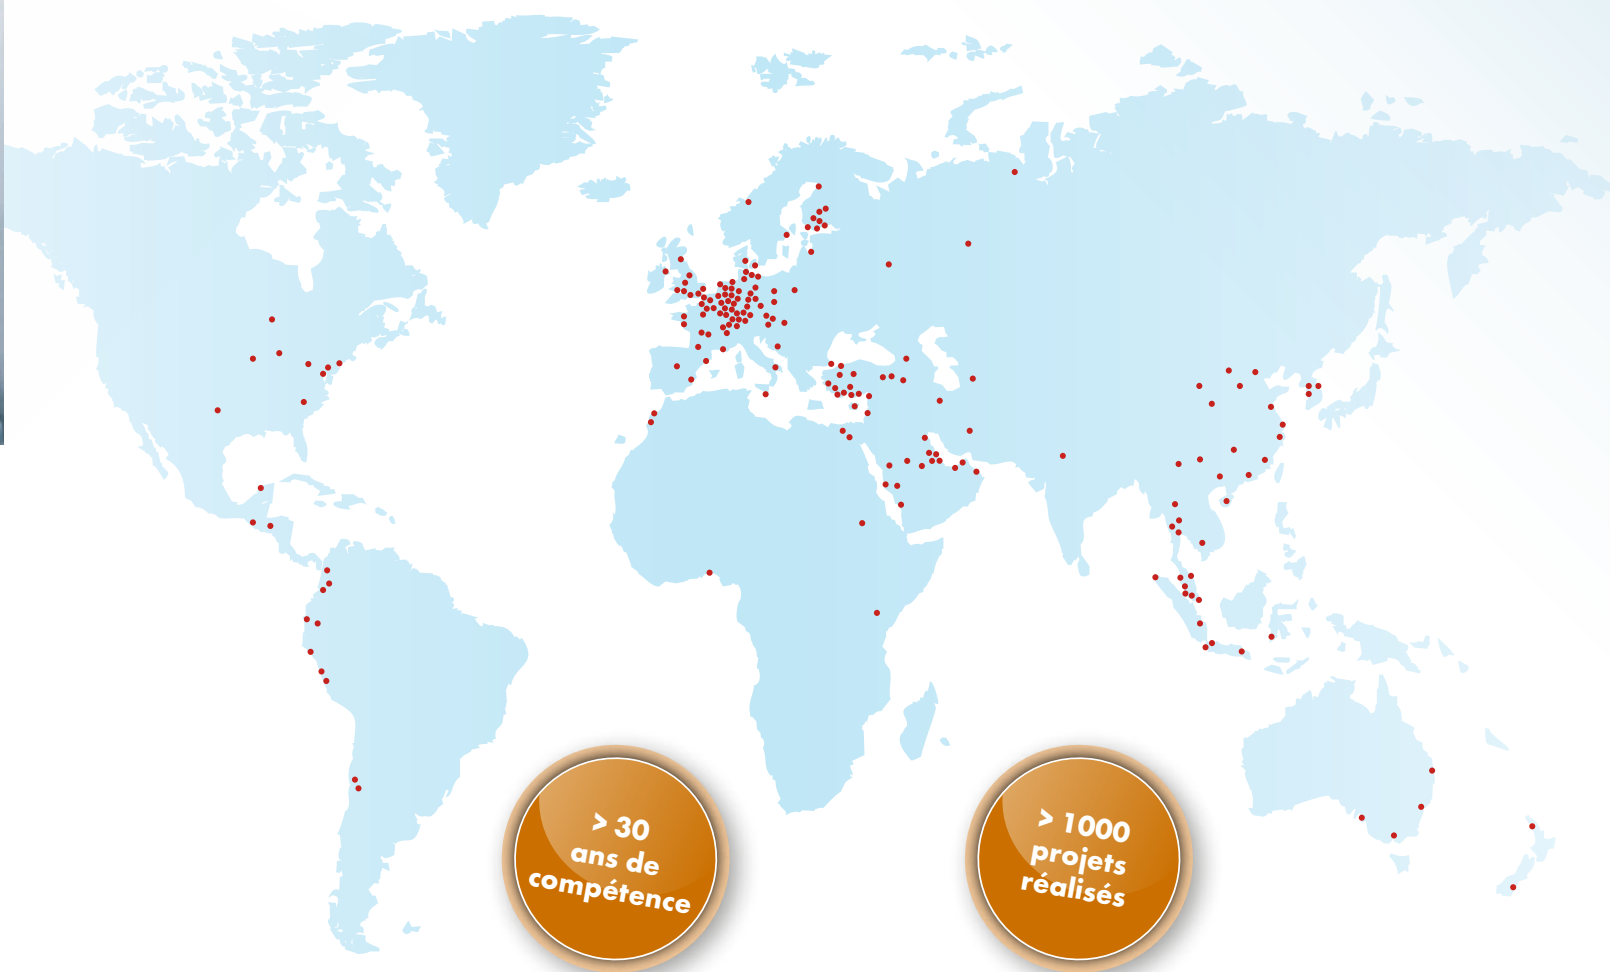 > 30
ans de
compétence
> 1000
projets
réalisés